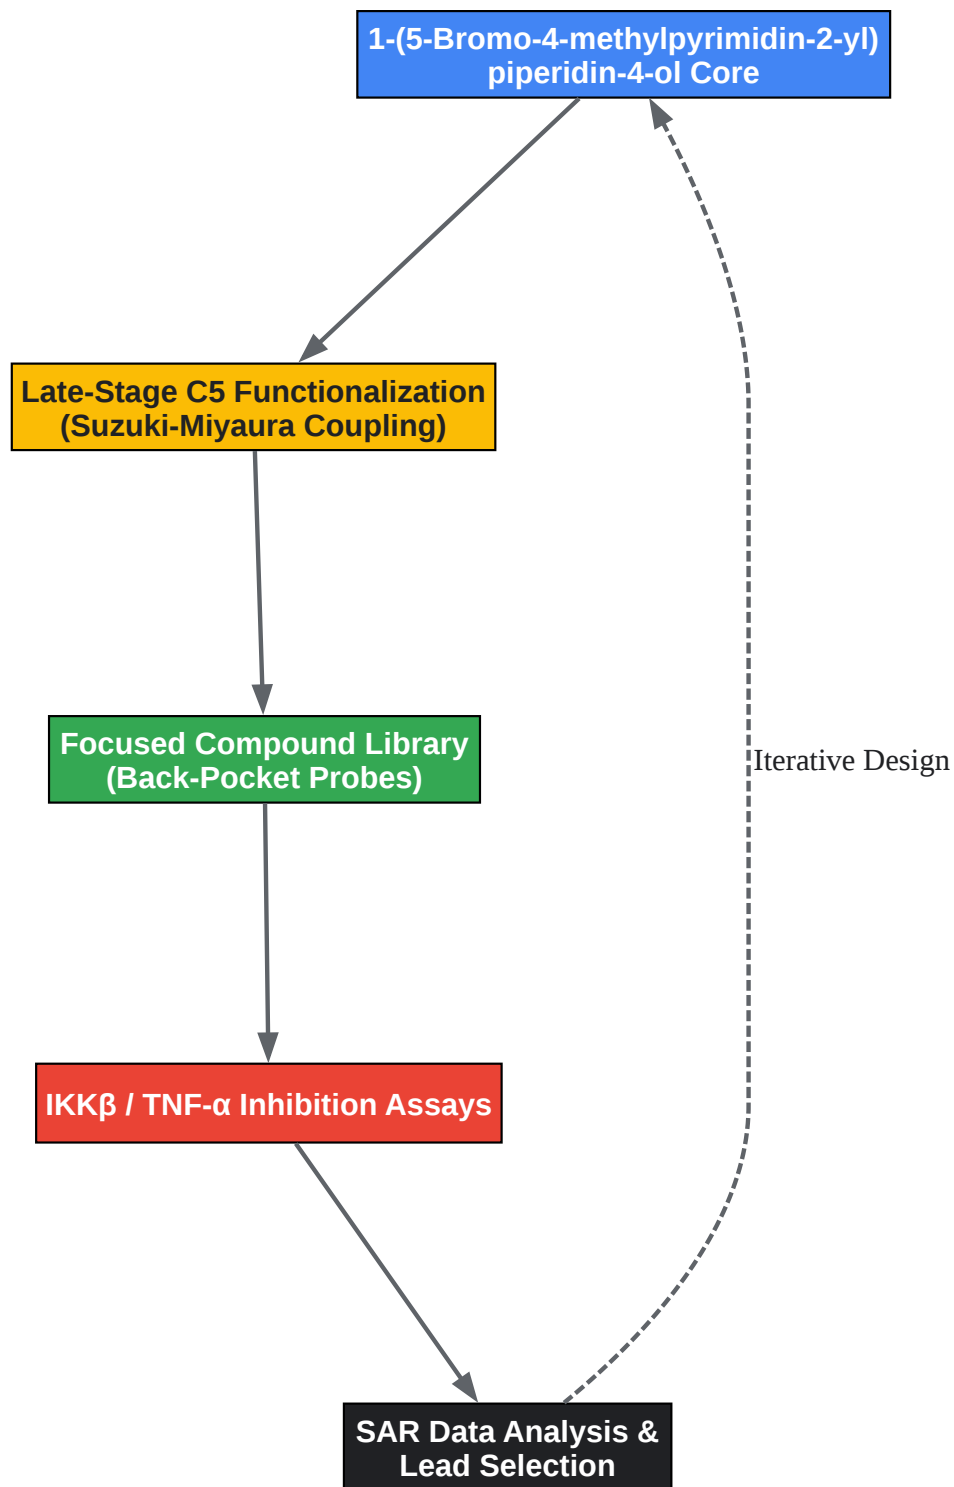 1-(5-Bromo-4-methylpyrimidin-2-yl)
piperidin-4-ol Core
Late-Stage C5 Functionalization
(Suzuki-Miyaura Coupling)
Focused Compound Library
(Back-Pocket Probes)
Iterative Design
IKKβ / TNF-α Inhibition Assays
SAR Data Analysis &
Lead Selection